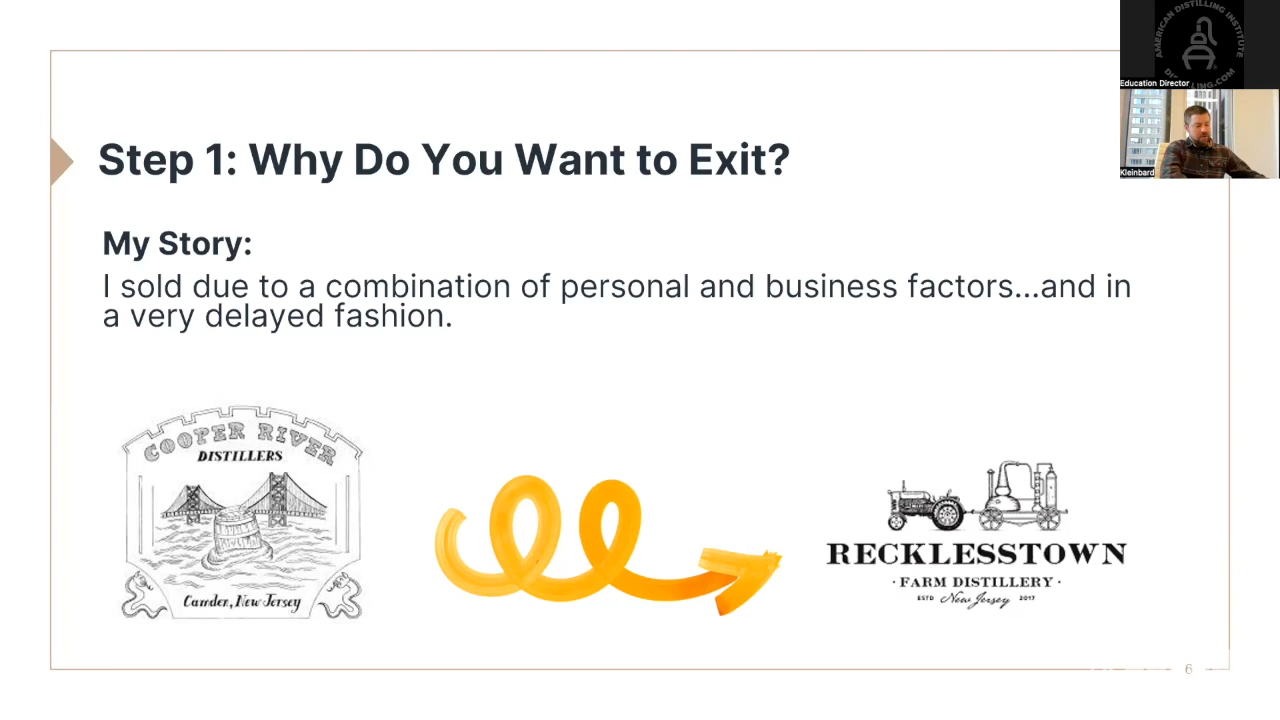 AMERICAN DISTILLING INSTITUTE
DISTILLING.COM
Education Director
Kleinbard
Step 1: Why Do You Want to Exit?
My Story:
I sold due to a combination of personal and business factors...and in
a very delayed fashion.
COOPER RIVER
DISTILLERS
Camden, New Jersey
RECKLESSTOWN
· FARM DISTILLERY ·
ESTD New Jersey 2017
6